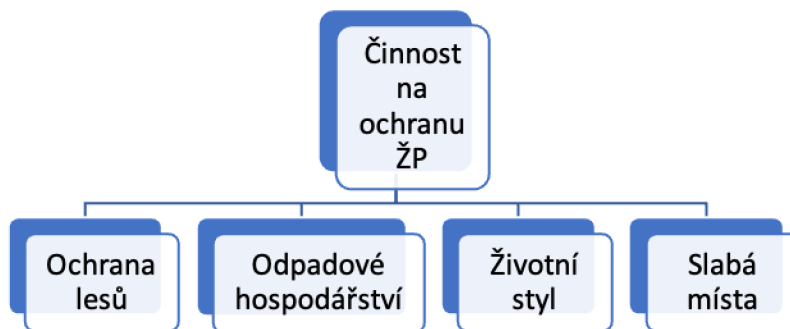 Činnost
na
ochranu
ŽP
Ochrana
lesů
Odpadové
hospodářství
Životní
styl
Slabá
místa